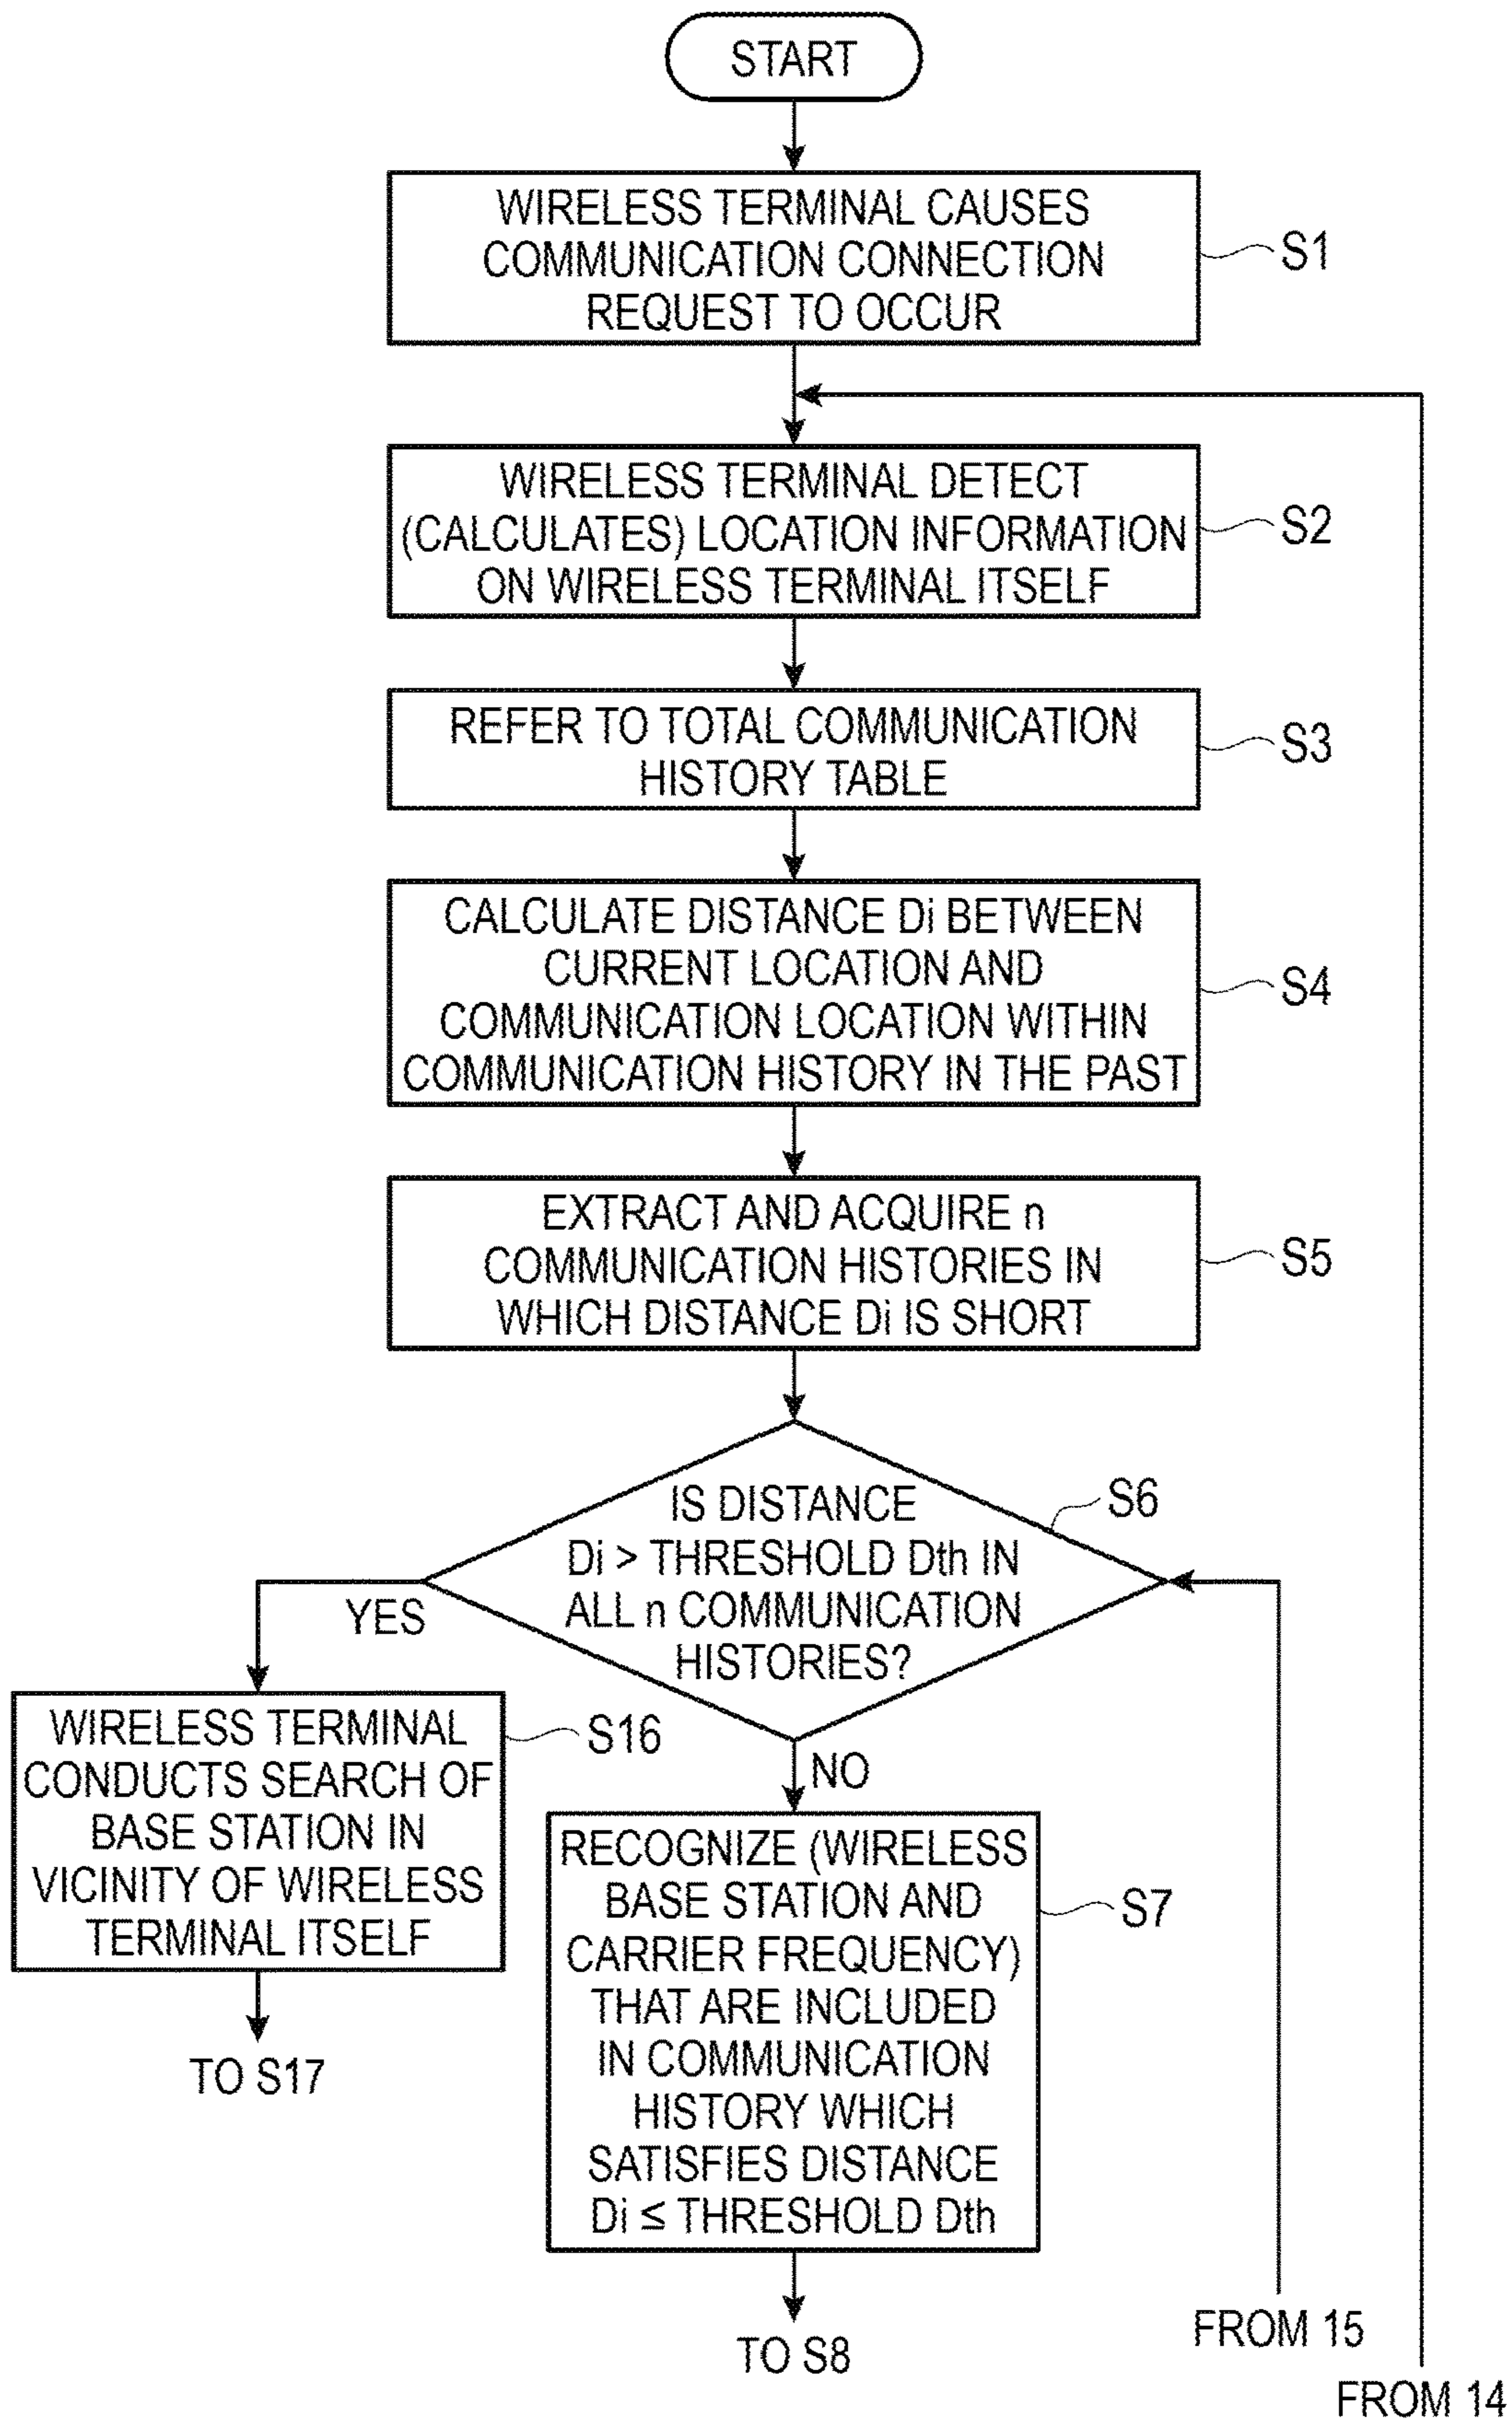 START
WIRELESS TERMINAL CAUSES
COMMUNICATION CONNECTION
REQUEST TO OCCUR
S1
WIRELESS TERMINAL DETECT
(CALCULATES) LOCATION INFORMATION
ON WIRELESS TERMINAL ITSELF
S2
REFER TO TOTAL COMMUNICATION
HISTORY TABLE
S3
CALCULATE DISTANCE Di BETWEEN
CURRENT LOCATION AND
COMMUNICATION LOCATION WITHIN
COMMUNICATION HISTORY IN THE PAST
S4
EXTRACT AND ACQUIRE n
COMMUNICATION HISTORIES IN
WHICH DISTANCE Di IS SHORT
S5
IS DISTANCE
Di > THRESHOLD Dth IN
ALL n COMMUNICATION
HISTORIES?
S6
YES
WIRELESS TERMINAL
CONDUCTS SEARCH OF
BASE STATION IN
VICINITY OF WIRELESS
TERMINAL ITSELF
S16
TO S17
NO
RECOGNIZE (WIRELESS
BASE STATION AND
CARRIER FREQUENCY)
THAT ARE INCLUDED
IN COMMUNICATION
HISTORY WHICH
SATISFIES DISTANCE
Di ≤ THRESHOLD Dth
S7
TO S8
FROM 15
FROM 14